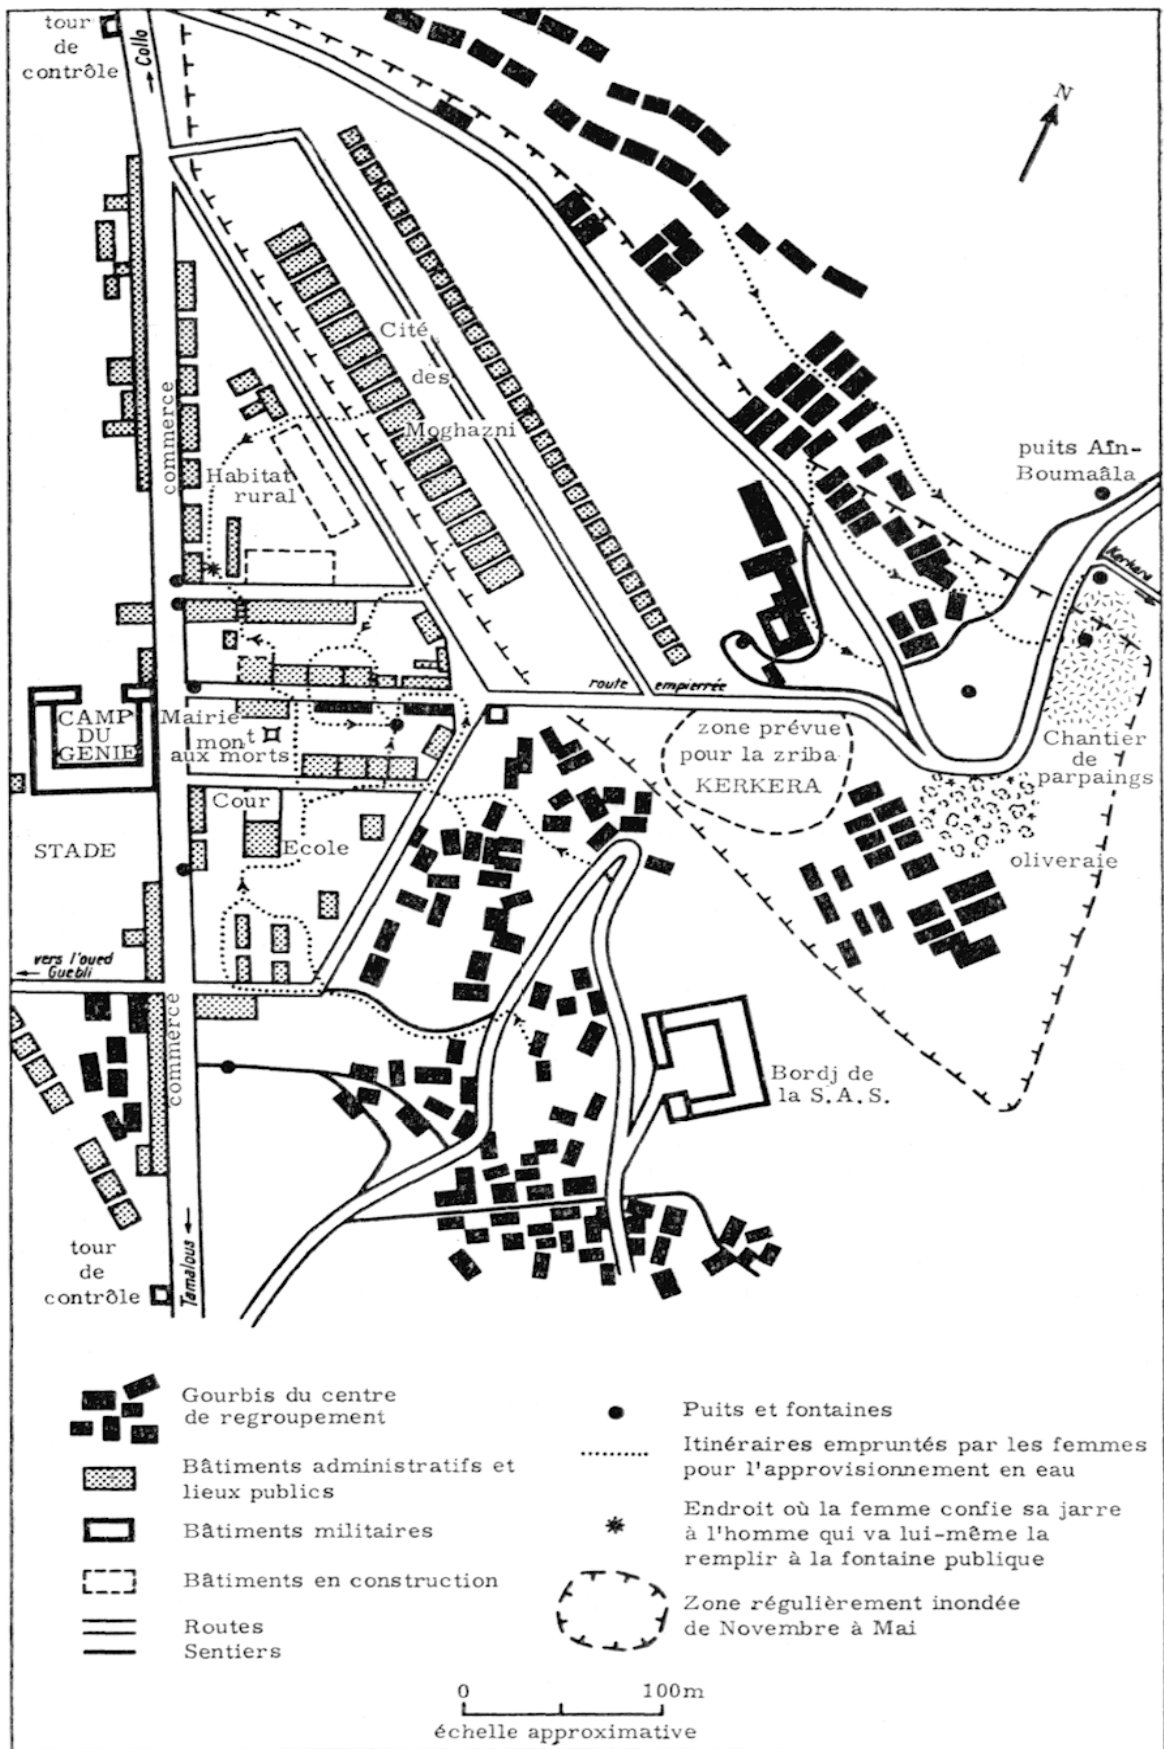 tour
de
contrôle
→ Collo
N
commerce
Cité
des
Moghazni
Habitat
rural
puits Aïn-
Boumaâla
Kerkera
route empierrée
CAMP
DU
GENIE
Mairie
mont
aux morts
zone prévue
pour la zriba
KERKERA
Chantier
de
parpaings
Cour
Ecole
STADE
oliveraie
vers l'oued
Guebli
commerce
Bordj de
la S.A.S.
tour
de
contrôle
Tamalous →
Gourbis du centre
de regroupement
Bâtiments administratifs et
lieux publics
Bâtiments militaires
Bâtiments en construction
Routes
Sentiers
Puits et fontaines
Itinéraires empruntés par les femmes
pour l'approvisionnement en eau
Endroit où la femme confie sa jarre
à l'homme qui va lui-même la
remplir à la fontaine publique
Zone régulièrement inondée
de Novembre à Mai
0 100m
échelle approximative